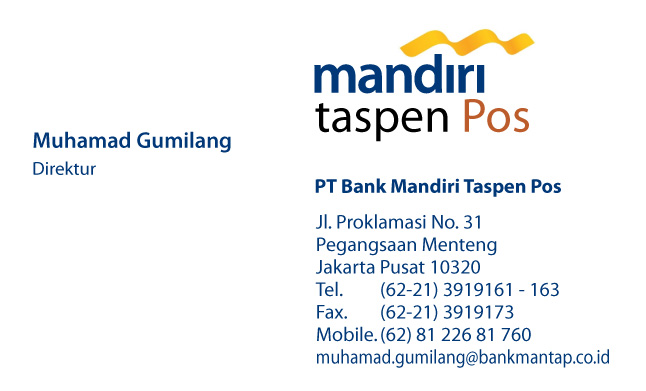 mandiri
taspen Pos
Muhamad Gumilang
Direktur
PT Bank Mandiri Taspen Pos
Jl. Proklamasi No. 31
Pegangsaan Menteng
Jakarta Pusat 10320
Tel. (62-21) 3919161 - 163
Fax. (62-21) 3919173
Mobile. (62) 81 226 81 760
muhamad.gumilang@bankmantap.co.id